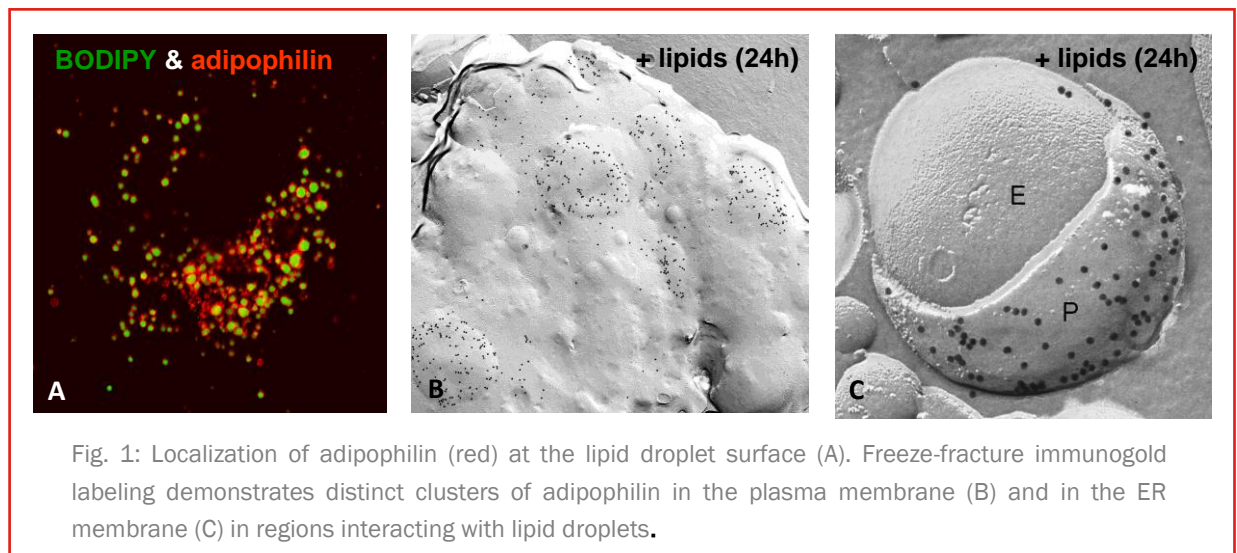 BODIPY & adipophilin
+ lipids (24h)
+ lipids (24h)
E
P
A
B
C
Fig. 1: Localization of adipophilin (red) at the lipid droplet surface (A). Freeze-fracture immunogold
labeling demonstrates distinct clusters of adipophilin in the plasma membrane (B) and in the ER
membrane (C) in regions interacting with lipid droplets.